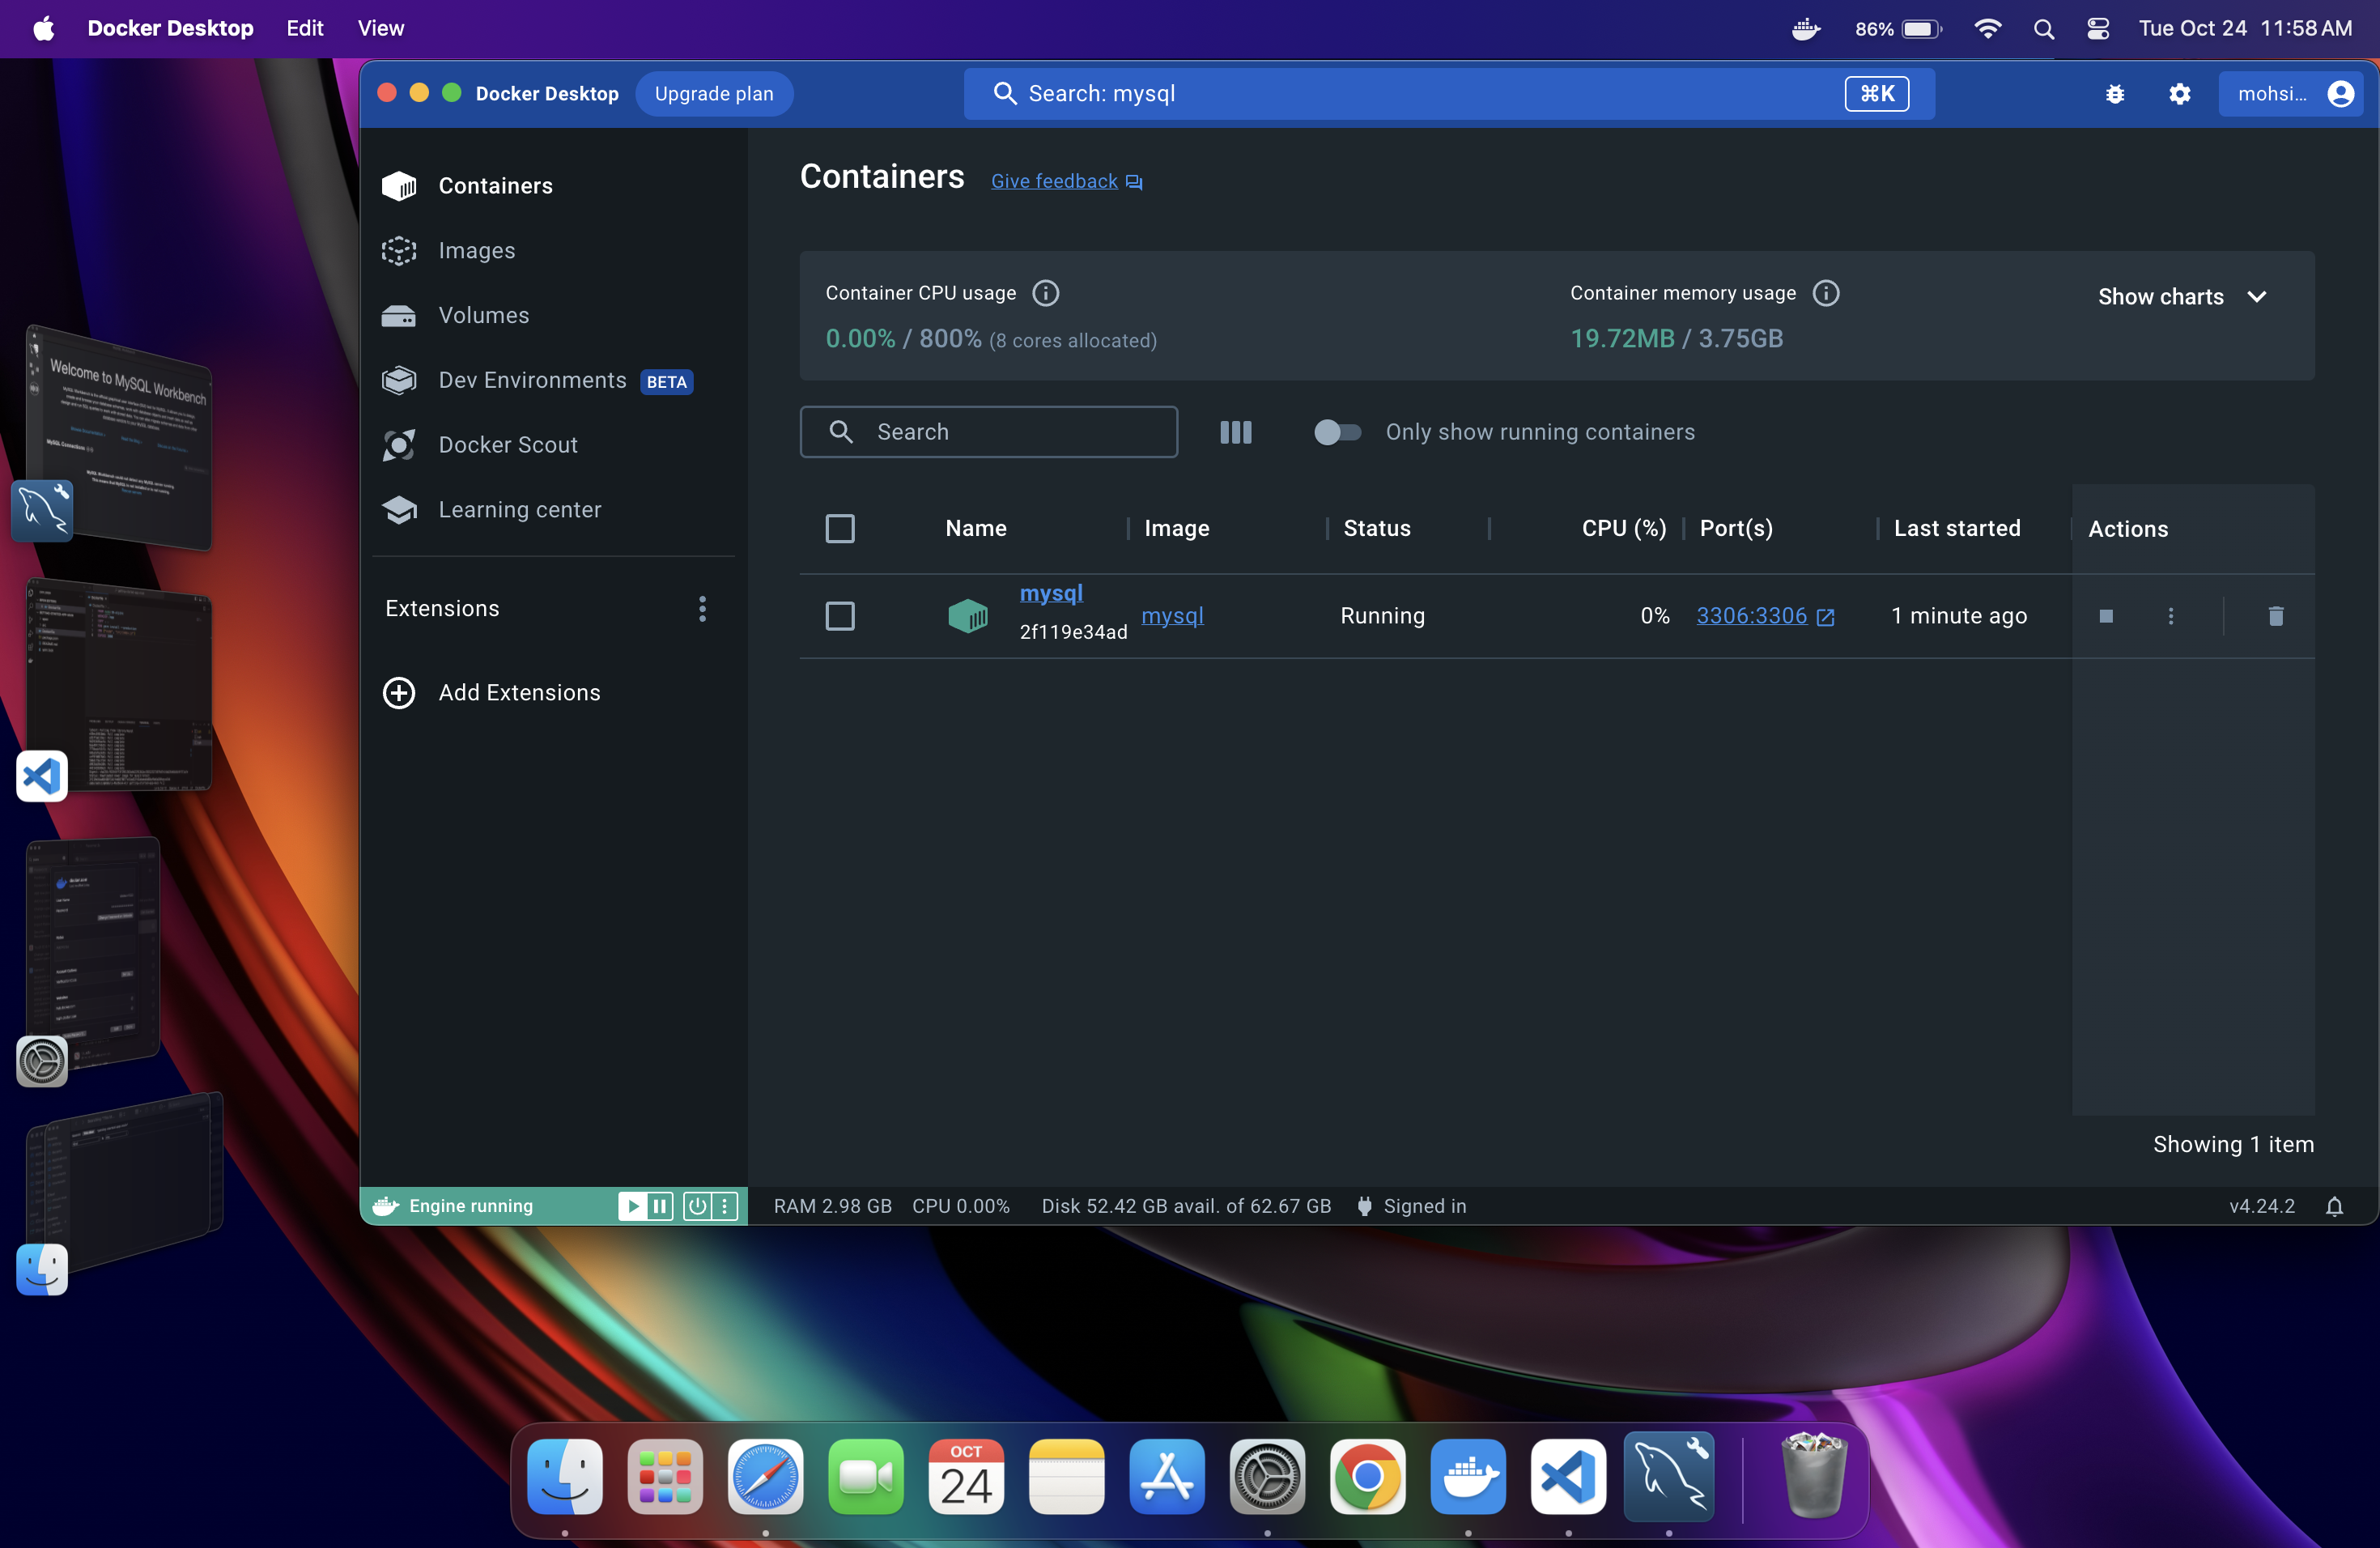 Docker Desktop Edit View
86% Tue Oct 24 11:58 AM
Docker Desktop Upgrade plan Search: mysql ⌘K mohsi...
Containers
Images
Volumes
Dev Environments BETA
Docker Scout
Learning center
Extensions
Add Extensions
Containers Give feedback
Container CPU usage
0.00% / 800% (8 cores allocated)
Container memory usage
19.72MB / 3.75GB
Show charts
Search Only show running containers
Name Image Status CPU (%) Port(s) Last started Actions
mysql
2f119e34ad
mysql Running 0% 3306:3306 1 minute ago
Showing 1 item
Engine running RAM 2.98 GB CPU 0.00% Disk 52.42 GB avail. of 62.67 GB Signed in v4.24.2
Welcome to MySQL Workbench
OCT
24